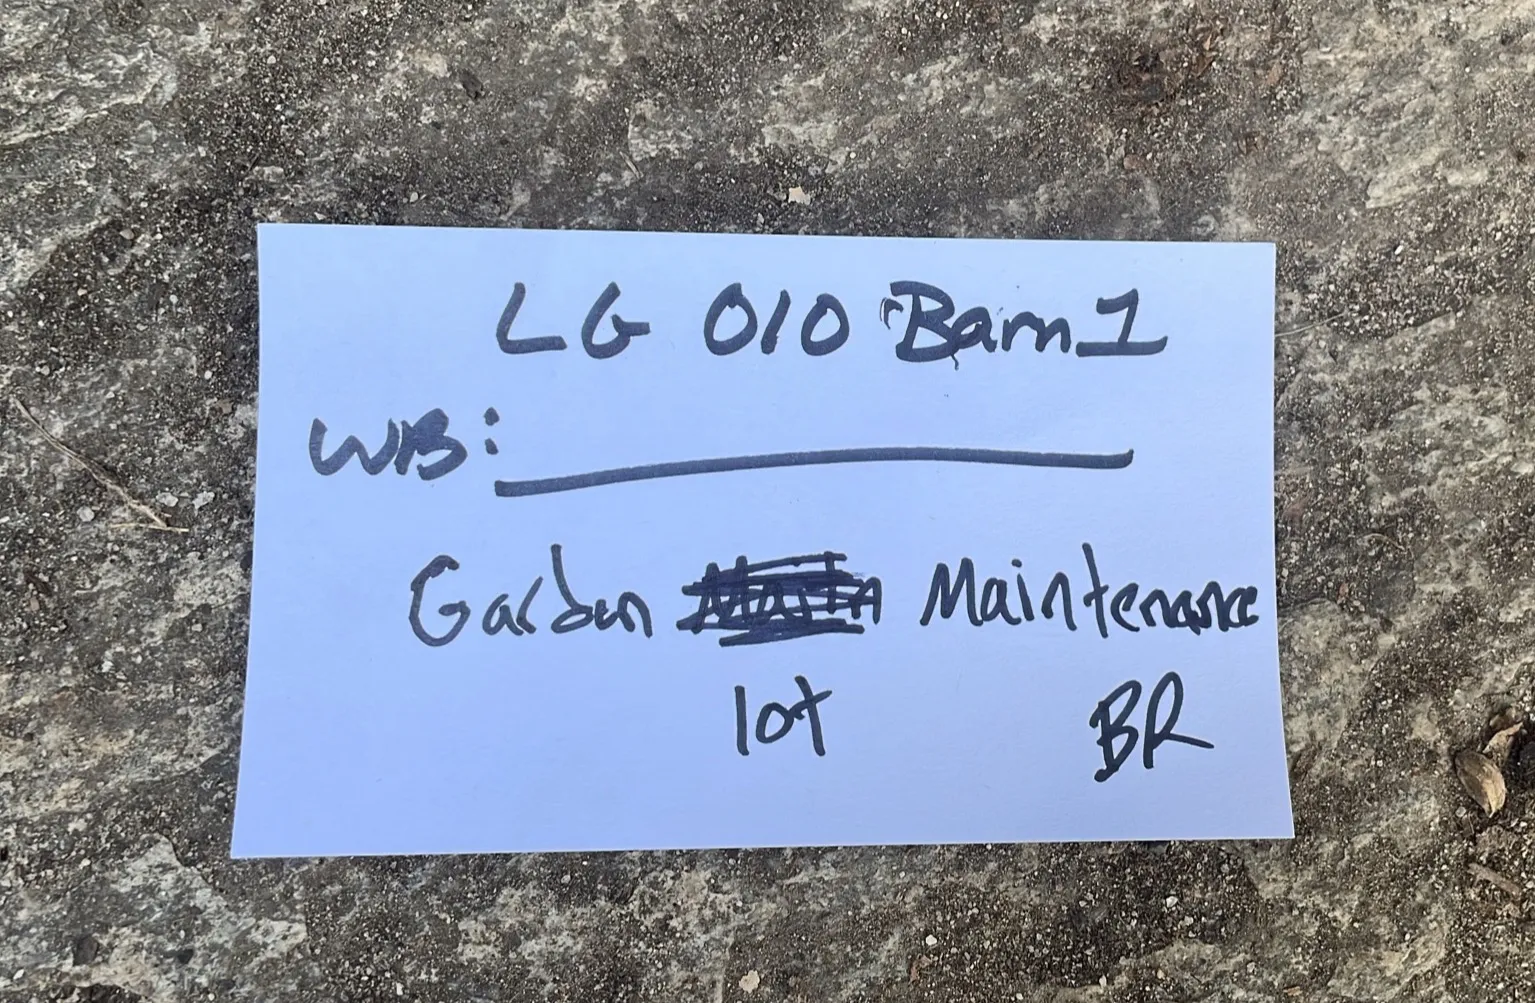 LG 010 Barn 1
WB:
Garden Maintenance
lot BR